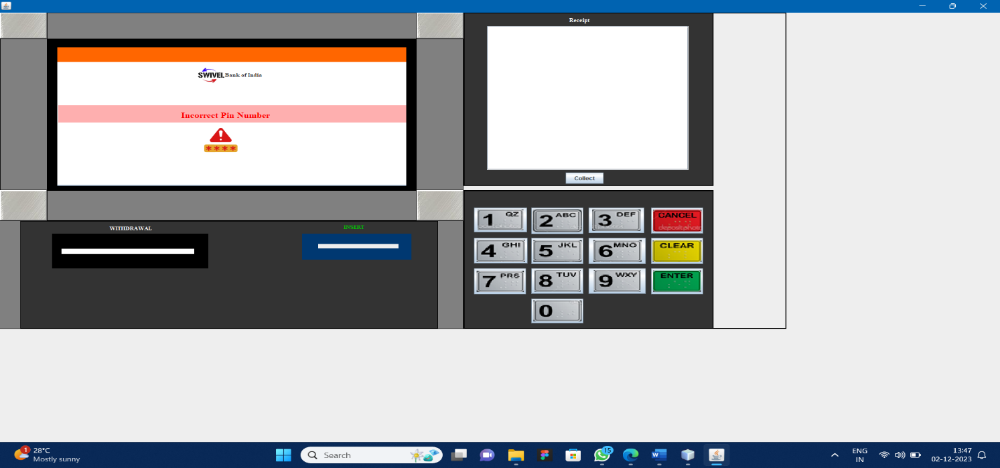 Receipt
SWIVEL Bank of India
Incorrect Pin Number
****
Collect
WITHDRAWAL
INSERT
1 QZ
2 ABC
3 DEF
CANCEL
depositphotos
4 GHI
5 JKL
6 MNO
CLEAR
7 PRS
8 TUV
9 WXY
ENTER
0
1
28°C
Mostly sunny
Search
15
W
ENG
IN
13:47
02-12-2023